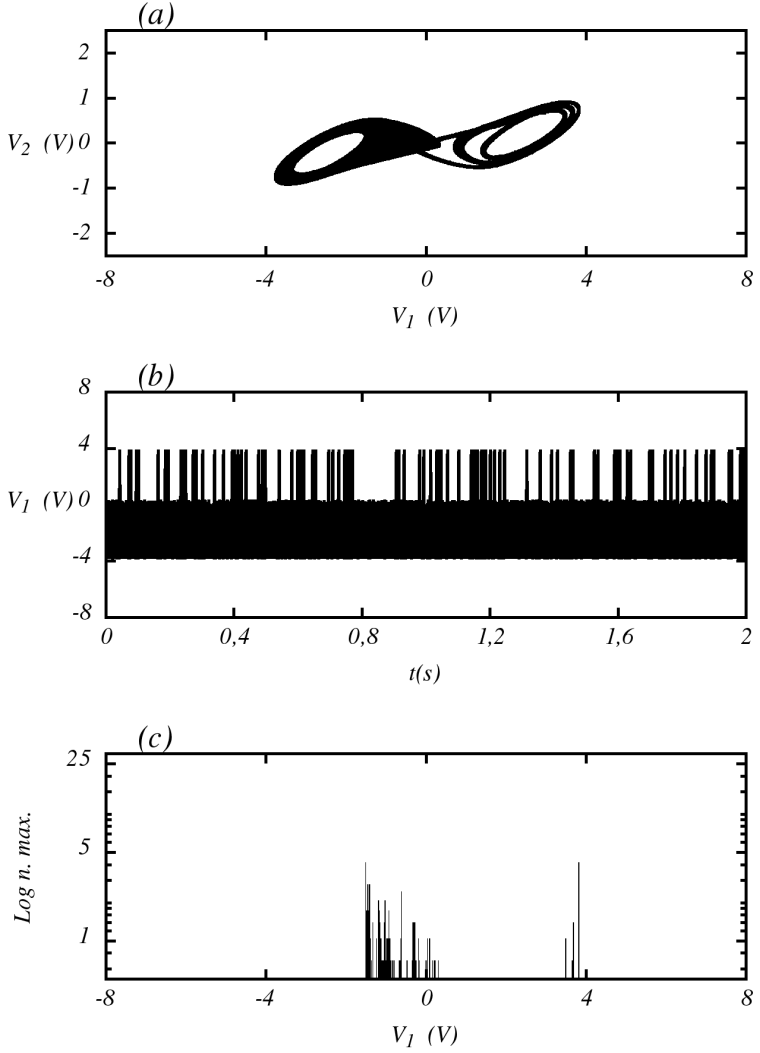 (a)
2
1
V2 (V) 0
-1
-2
-8 -4 0 4 8
V1 (V)
(b)
8
4
V1 (V) 0
-4
-8
0 0,4 0,8 1,2 1,6 2
t(s)
(c)
25
5
Log n. max.
1
-8 -4 0 4 8
V1 (V)